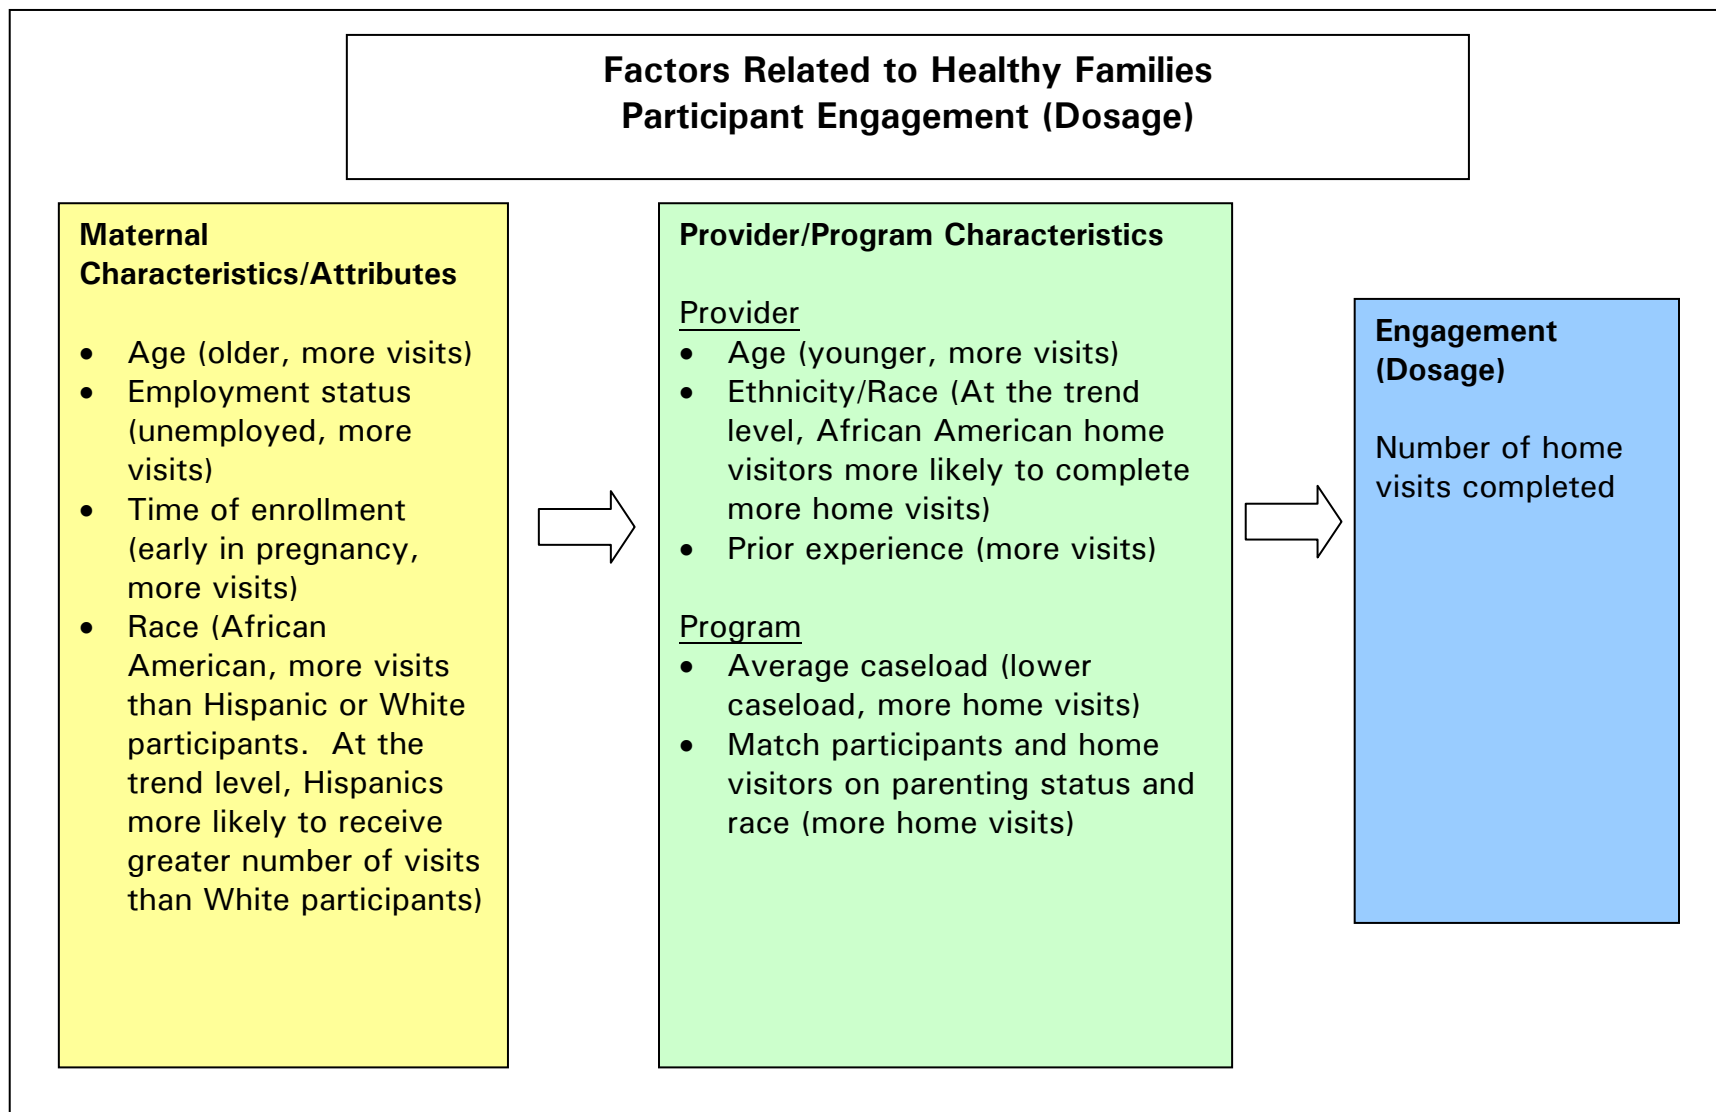 Factors Related to Healthy Families
Participant Engagement (Dosage)
Maternal
Characteristics/Attributes
• Age (older, more visits)
• Employment status
(unemployed, more
visits)
• Time of enrollment
(early in pregnancy,
more visits)
• Race (African
American, more visits
than Hispanic or White
participants.  At the
trend level, Hispanics
more likely to receive
greater number of visits
than White participants)
Provider/Program Characteristics
Provider
• Age (younger, more visits)
• Ethnicity/Race (At the trend
level, African American home
visitors more likely to complete
more home visits)
• Prior experience (more visits)
Program
• Average caseload (lower
caseload, more home visits)
• Match participants and home
visitors on parenting status and
race (more home visits)
Engagement
(Dosage)
Number of home
visits completed